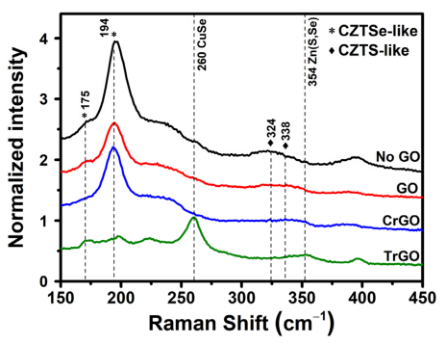 * CZTSe-like
♦ CZTS-like
* 175
194 *
260 CuSe
♦ 324
♦ 338
354 Zn(S,Se)
No GO
GO
CrGO
TrGO
4
3
2
1
0
150 200 250 300 350 400 450
Normalized intensity
Raman Shift (cm⁻¹)